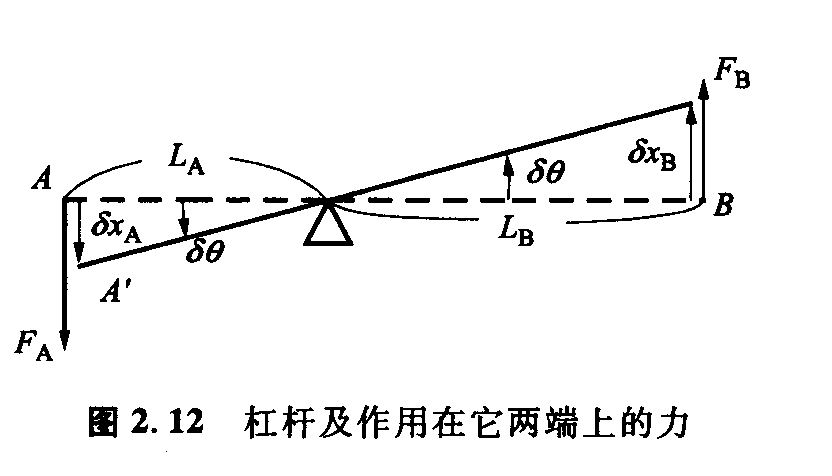 F_B
L_A
A
δθ
δx_B
δx_A
B
L_B
δθ
A'
F_A
图 2.12 杠杆及作用在它两端上的力